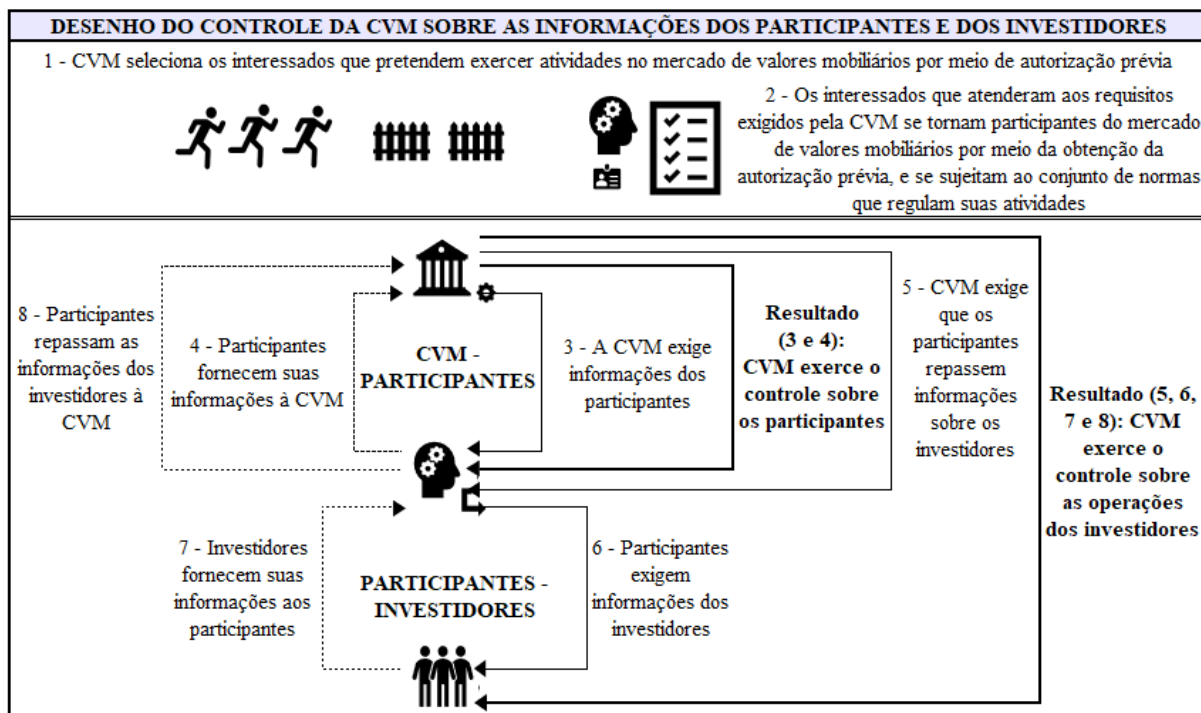 DESENHO DO CONTROLE DA CVM SOBRE AS INFORMAÇÕES DOS PARTICIPANTES E DOS INVESTIDORES
1 - CVM seleciona os interessados que pretendem exercer atividades no mercado de valores mobiliários por meio de autorização prévia
2 - Os interessados que atenderam aos requisitos
exigidos pela CVM se tornam participantes do mercado
de valores mobiliários por meio da obtenção da
autorização prévia, e se sujeitam ao conjunto de normas
que regulam suas atividades
8 - Participantes
repassam as
informações dos
investidores à
CVM
4 - Participantes
fornecem suas
informações à CVM
CVM -
PARTICIPANTES
3 - A CVM exige
informações dos
participantes
Resultado
(3 e 4):
CVM exerce o
controle sobre
os participantes
5 - CVM exige
que os
participantes
repassem
informações
sobre os
investidores
Resultado (5, 6,
7 e 8): CVM
exerce o
controle sobre
as operações
dos investidores
7 - Investidores
fornecem suas
informações aos
participantes
PARTICIPANTES -
INVESTIDORES
6 - Participantes
exigem
informações dos
investidores